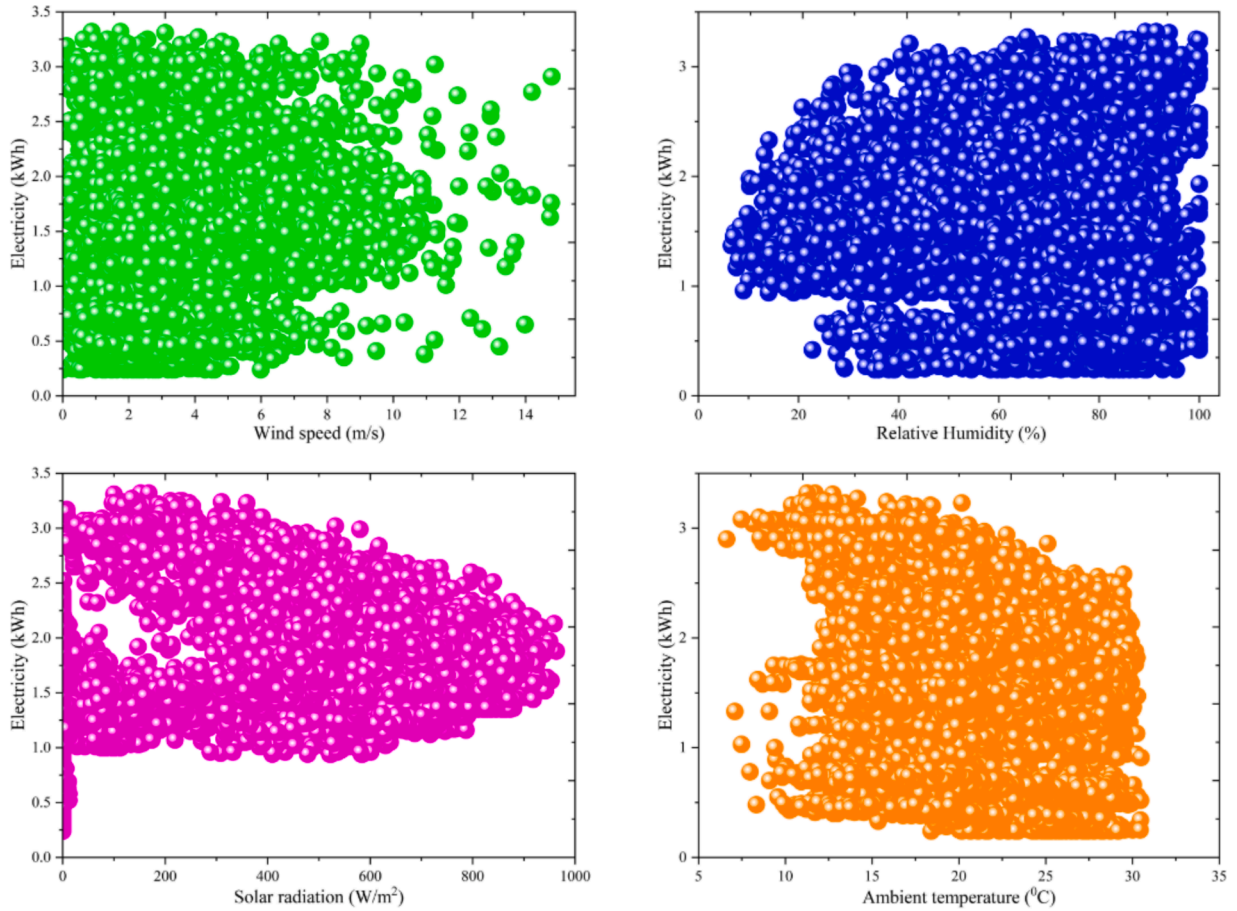 3.5
3.0
2.5
2.0
1.5
1.0
0.5
0.0
Electricity (kWh)
0 2 4 6 8 10 12 14
Wind speed (m/s)
3
2
1
0
Electricity (kWh)
0 20 40 60 80 100
Relative Humidity (%)
3.5
3.0
2.5
2.0
1.5
1.0
0.5
0.0
Electricity (kWh)
0 200 400 600 800 1000
Solar radiation (W/m²)
3
2
1
0
Electricity (kWh)
5 10 15 20 25 30 35
Ambient temperature (⁰C)